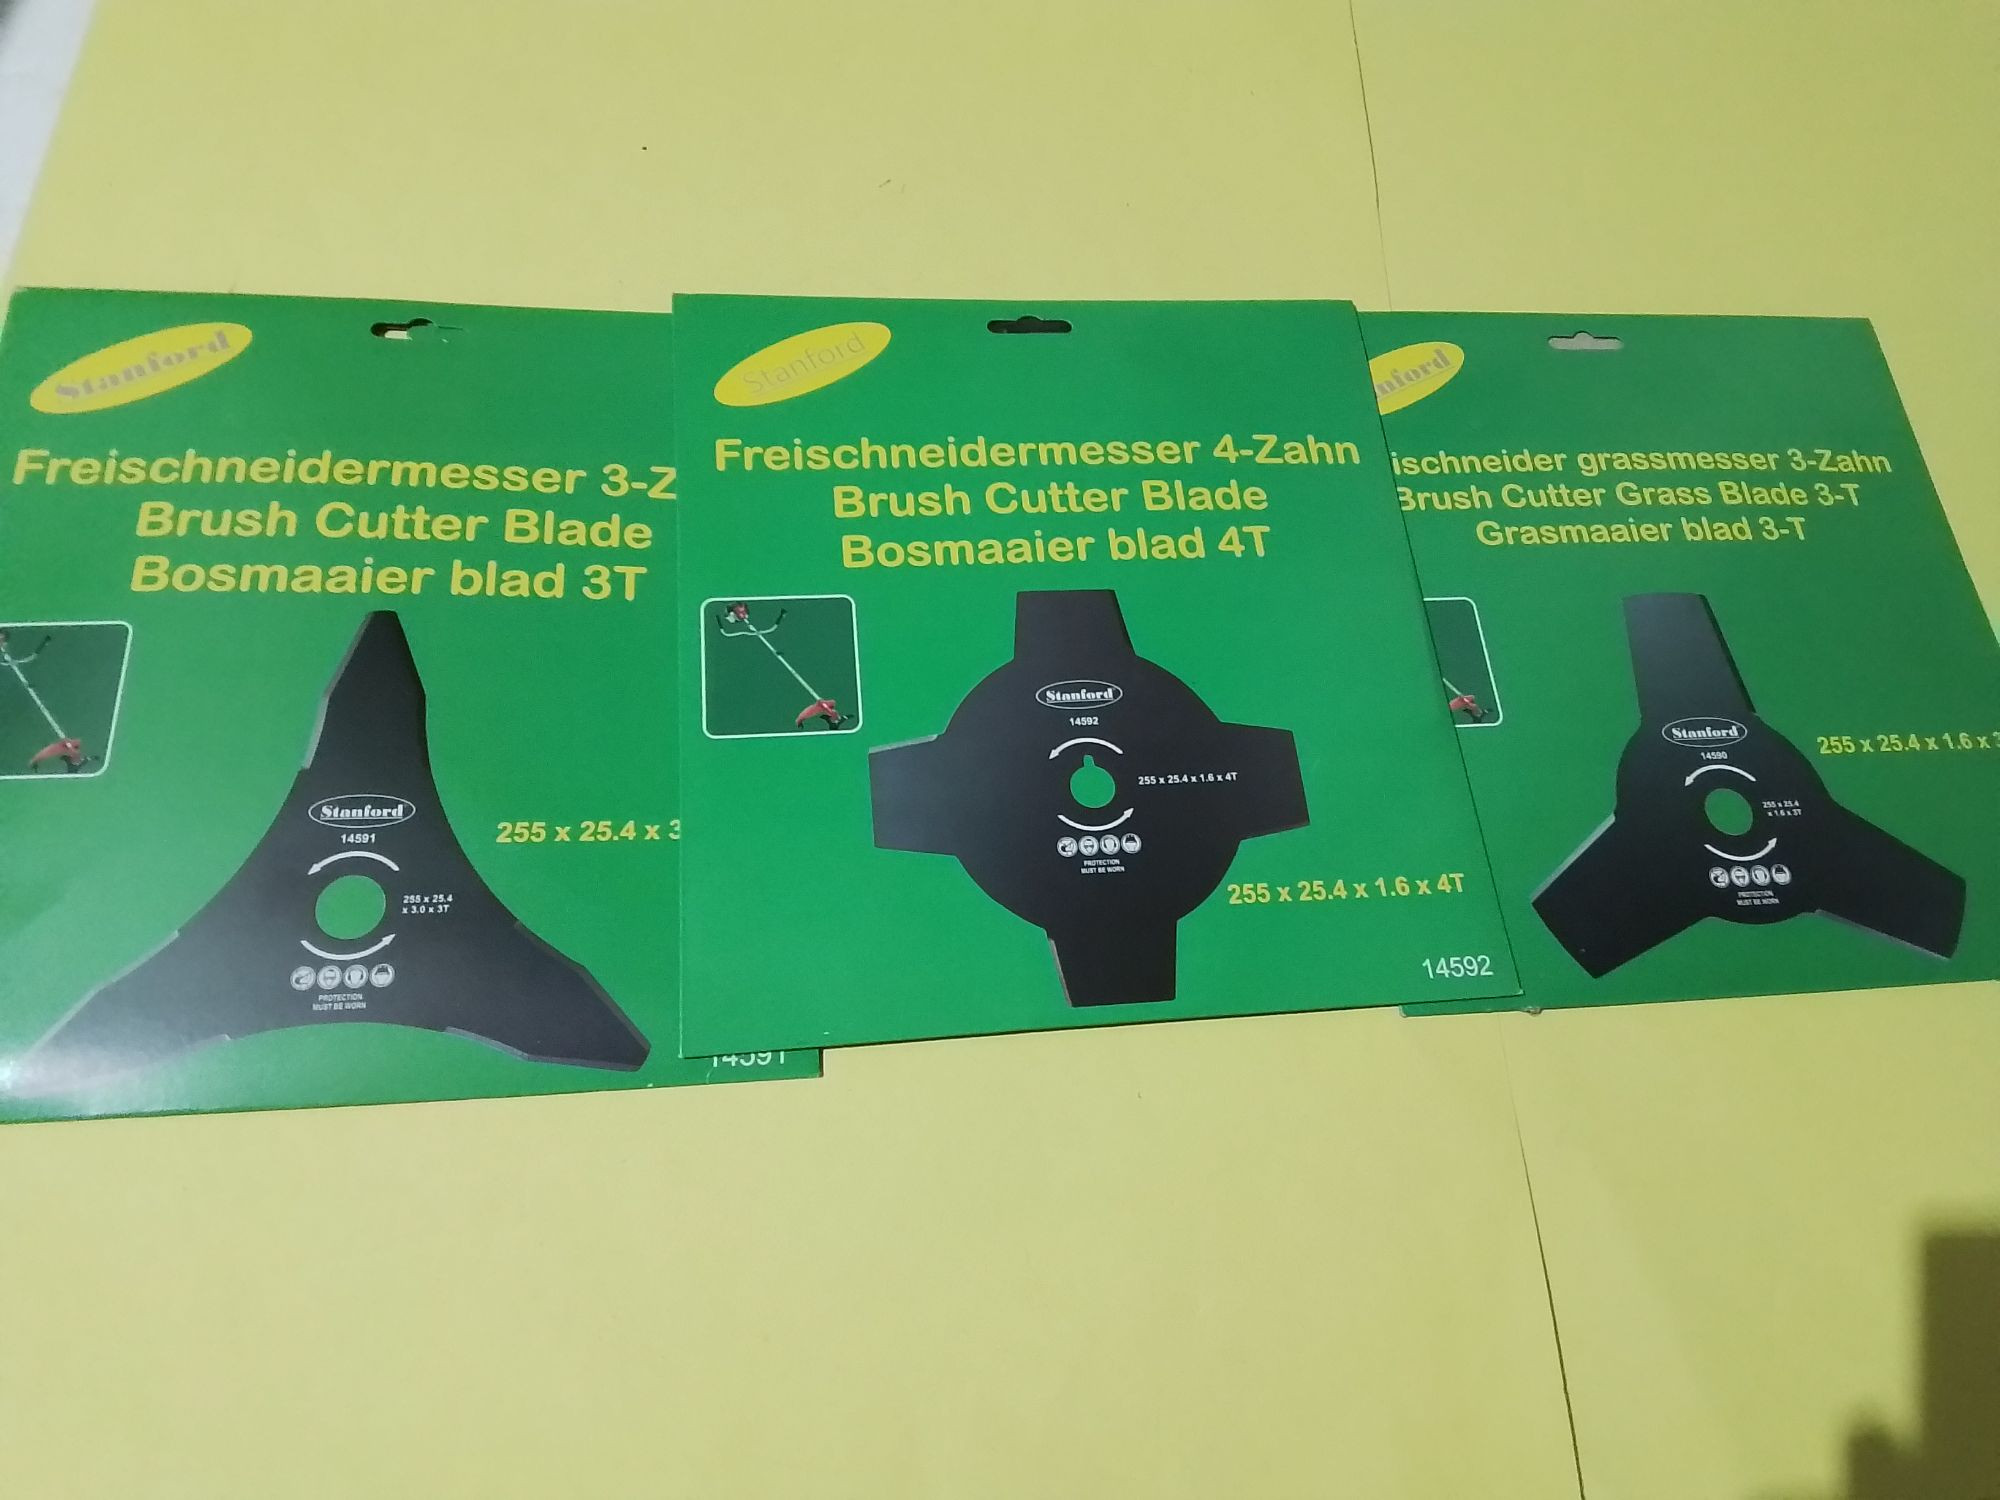 Stanford
Freischneidermesser 3-Z
Brush Cutter Blade
Bosmaaier blad 3T
Stanford
14591
255 x 25.4
x 3.0 x 3T
PROTECTION
MUST BE WORN
255 x 25.4 x 3
14591
Stanford
Freischneidermesser 4-Zahn
Brush Cutter Blade
Bosmaaier blad 4T
Stanford
14592
255 x 25.4 x 1.6 x 4T
PROTECTION
MUST BE WORN
255 x 25.4 x 1.6 x 4T
14592
nford
ischneider grassmesser 3-Zahn
Brush Cutter Grass Blade 3-T
Grasmaaier blad 3-T
Stanford
14590
255 x 25.4
x 1.6 x 3T
PROTECTION
MUST BE WORN
255 x 25.4 x 1.6 x 3